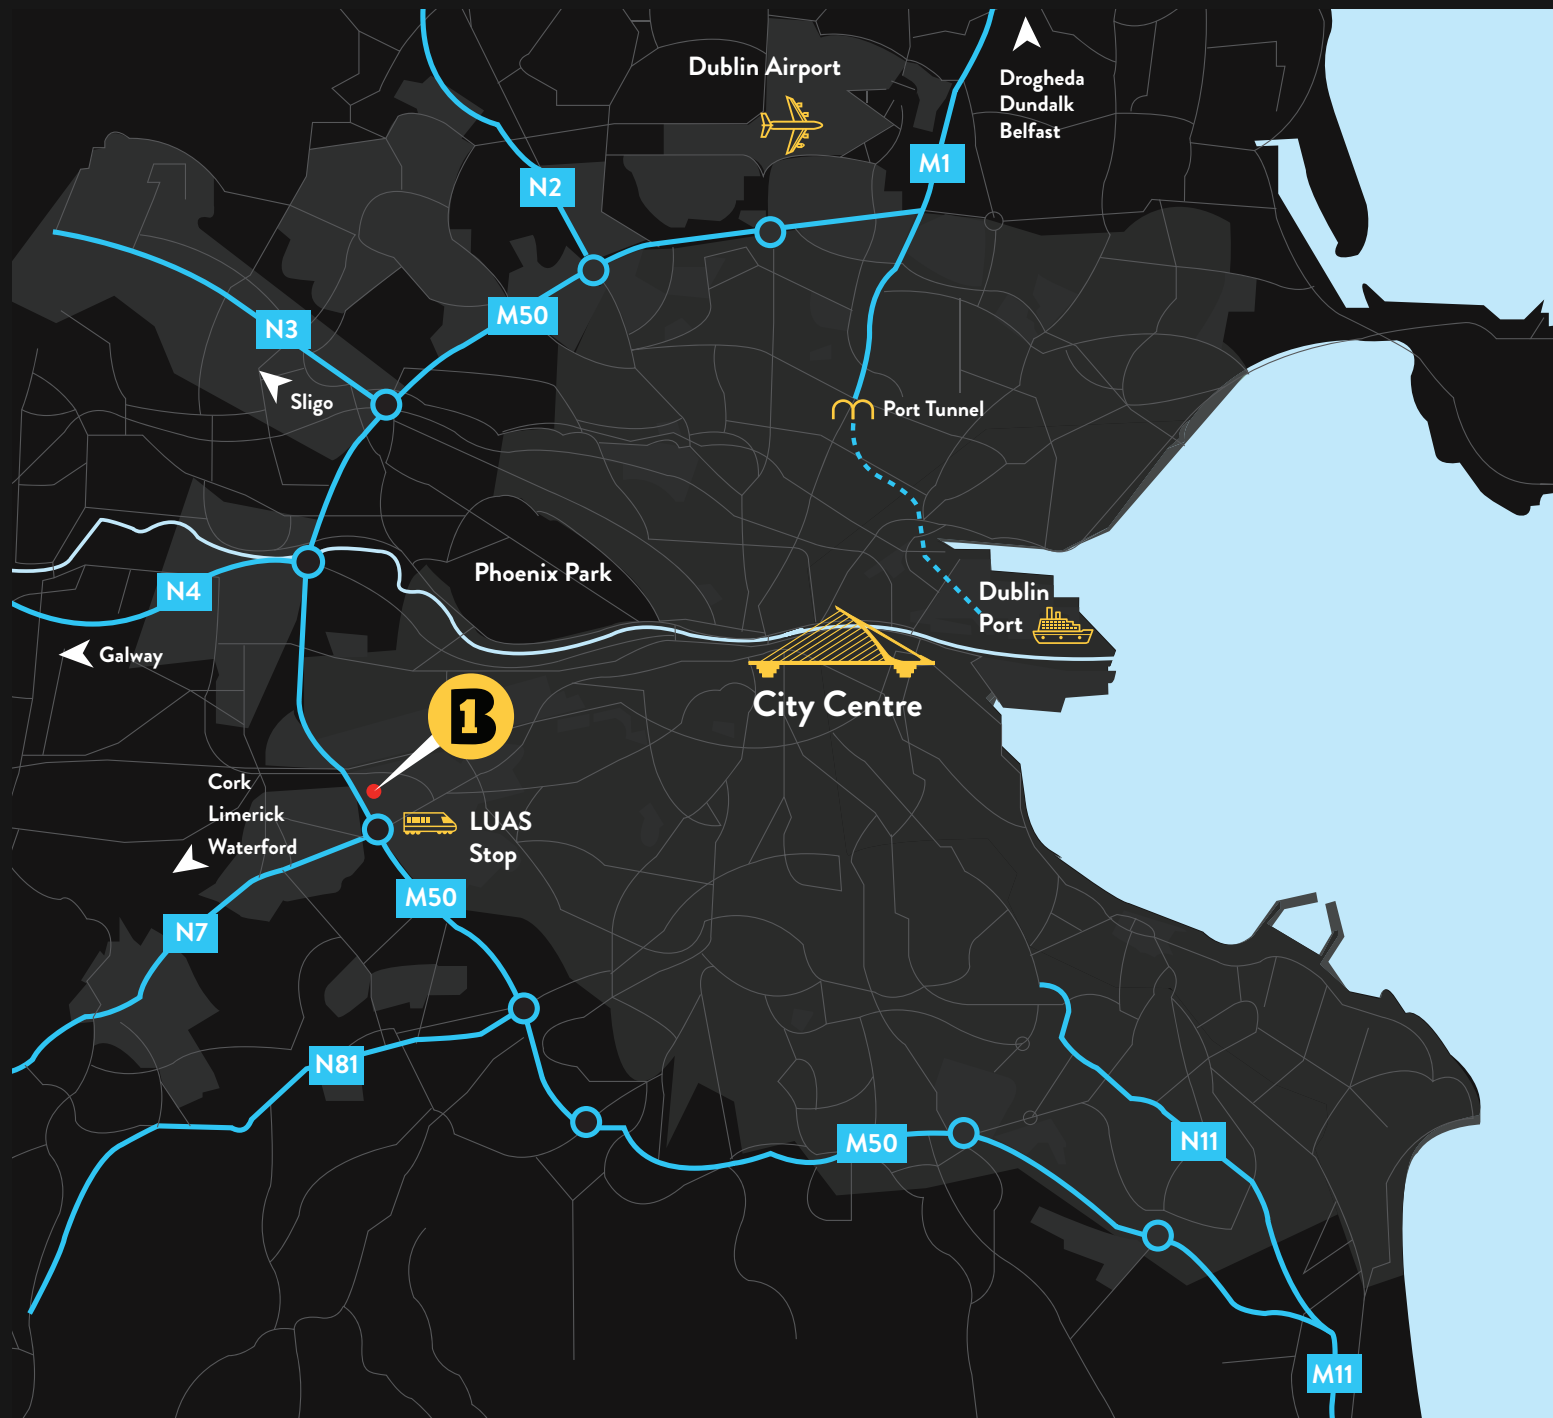 Dublin Airport
Drogheda
Dundalk
Belfast
M1
N2
M50
N3
Sligo
Port Tunnel
Phoenix Park
N4
Dublin
Port
Galway
City Centre
B1
Cork
Limerick
Waterford
LUAS
Stop
M50
N7
N81
M50
N11
M11